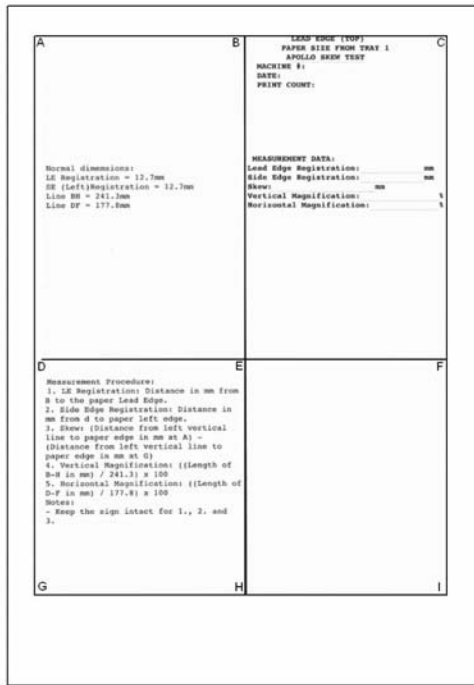 A
B
LEAD EDGE (TOP)
C
PAPER SIZE FROM TRAY 1
APOLLO SKEW TEST
MACHINE #:
DATE:
PRINT COUNT:
Normal dimensions:
LE Registration = 12.7mm
SE (Left)Registration = 12.7mm
Line BH = 241.3mm
Line DF = 177.8mm
MEASUREMENT DATA:
Lead Edge Registration: mm
Side Edge Registration: mm
Skew: mm
Vertical Magnification: %
Horizontal Magnification: %
D
E
F
Measurement Procedure:
1. LE Registration: Distance in mm from
B to the paper Lead Edge.
2. Side Edge Registration: Distance in
mm from d to paper left edge.
3. Skew: (Distance from left vertical
line to paper edge in mm at A) -
(Distance from left vertical line to
paper edge in mm at G)
4. Vertical Magnification: ((Length of
B-H in mm) / 241.3) x 100
5. Horizontal Magnification: ((Length of
D-F in mm) / 177.8) x 100
Notes:
- Keep the sign intact for 1., 2. and
3.
G
H
I